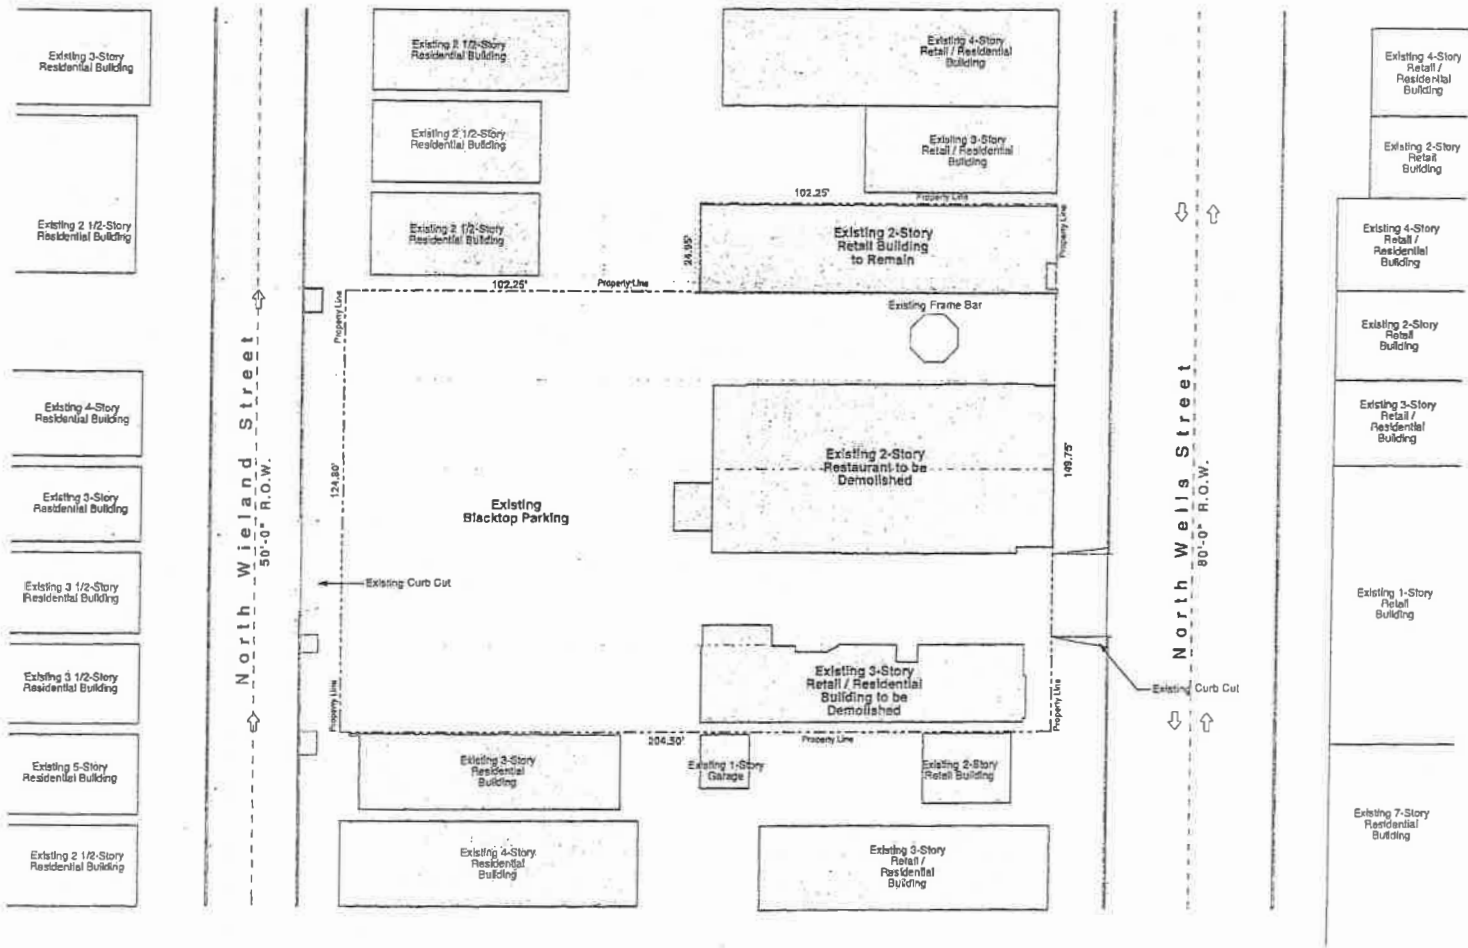 Existing 3-Story
Residential Building
Existing 2 1/2-Story
Residential Building
Existing 4-Story
Retail / Residential
Building
Existing 4-Story
Retail /
Residential
Building
Existing 2 1/2-Story
Residential Building
Existing 3-Story
Retail / Residential
Building
Existing 2-Story
Retail
Building
102.25'
Property Line
Existing 2 1/2-Story
Residential Building
Existing 2 1/2-Story
Residential Building
24.95'
Existing 2-Story
Retail Building
to Remain
Property Line
Existing 4-Story
Retail /
Residential
Building
102.25'
Property Line
Property Line
Existing Frame Bar
Existing 2-Story
Retail
Building
North Wieland Street
50'-0" R.O.W.
North Wells Street
80'-0" R.O.W.
Existing 4-Story
Residential Building
Existing 3-Story
Retail /
Residential
Building
124.80'
Existing 2-Story
Restaurant to be
Demolished
149.75'
Existing 3-Story
Residential Building
Existing
Blacktop Parking
Existing 3 1/2-Story
Residential Building
Existing Curb Cut
Existing 1-Story
Retail
Building
Existing 3 1/2-Story
Residential Building
Property Line
Existing 3-Story
Retail / Residential
Building to be
Demolished
Property Line
Existing Curb Cut
204.50'
Property Line
Existing 5-Story
Residential Building
Existing 3-Story
Residential
Building
Existing 1-Story
Garage
Existing 2-Story
Retail Building
Existing 7-Story
Residential
Building
Existing 2 1/2-Story
Residential Building
Existing 4-Story
Residential
Building
Existing 3-Story
Retail /
Residential
Building